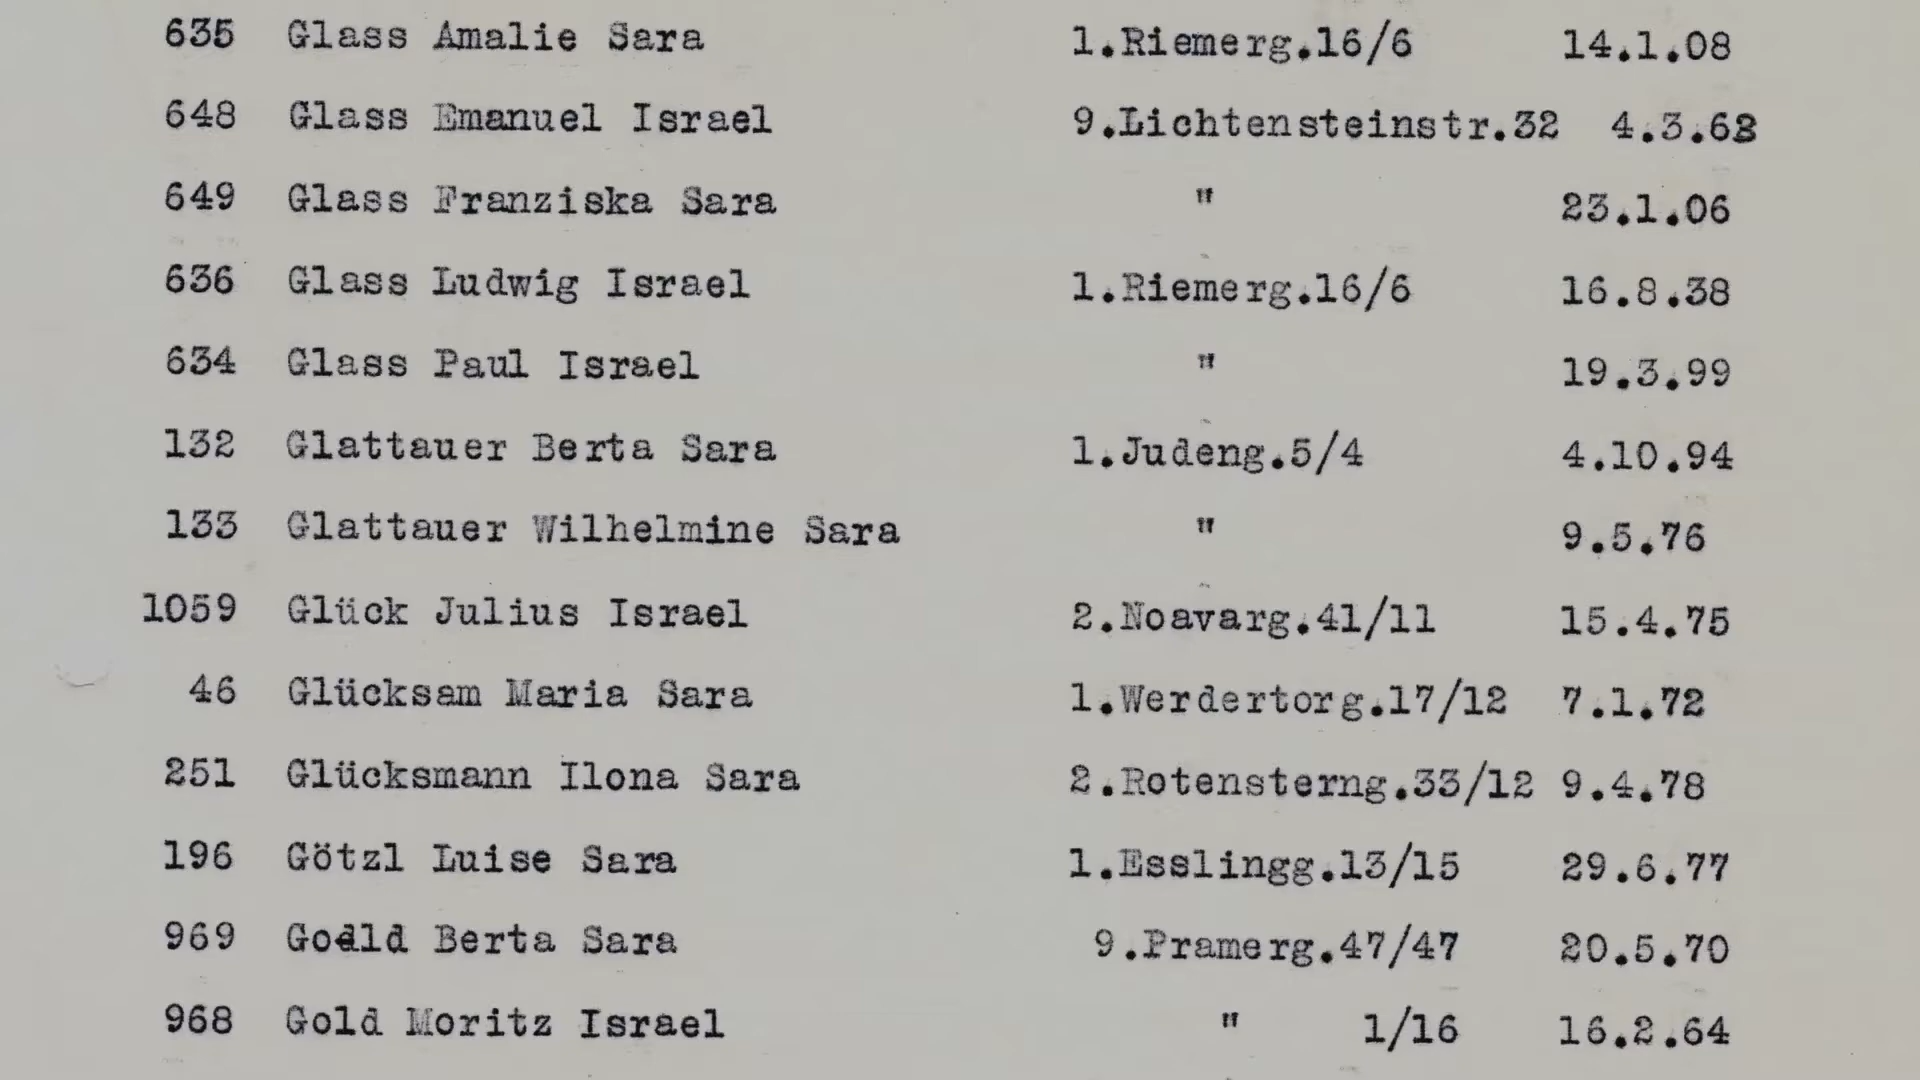 635 Glass Amalie Sara 1.Riemerg.16/6 14.1.08
648 Glass Emanuel Israel 9.Lichtensteinstr.32 4.3.68
649 Glass Franziska Sara " 23.1.06
636 Glass Ludwig Israel 1.Riemerg.16/6 16.8.38
634 Glass Paul Israel " 19.3.99
132 Glattauer Berta Sara 1.Judeng.5/4 4.10.94
133 Glattauer Wilhelmine Sara " 9.5.76
1059 Glück Julius Israel 2.Noavarg.41/11 15.4.75
46 Glücksam Maria Sara 1.Werdertorg.17/12 7.1.72
251 Glücksmann Ilona Sara 2.Rotensterng.33/12 9.4.78
196 Götzl Luise Sara 1.Esslingg.13/15 29.6.77
969 Goald Berta Sara 9.Pramerg.47/47 20.5.70
968 Gold Moritz Israel " 1/16 16.2.64